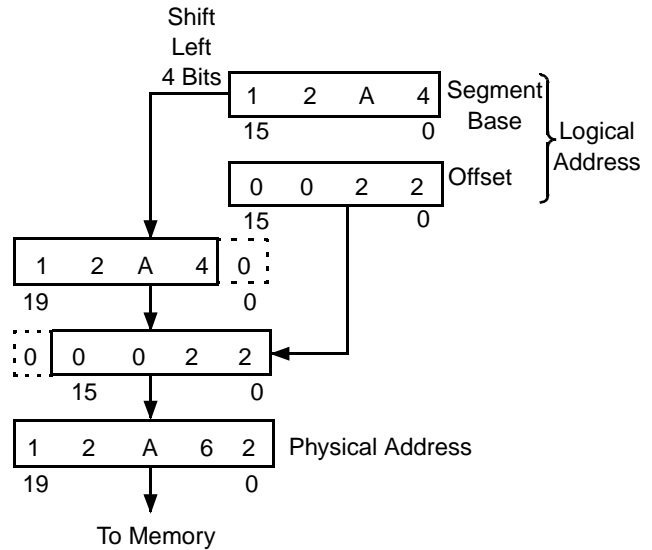 Shift
Left
4 Bits
1 2 A 4
Segment
Base
15 0
Logical
Address
0 0 2 2
Offset
15 0
1 2 A 4 0
19 0
0 0 0 2 2
15 0
1 2 A 6 2
Physical Address
19 0
To Memory